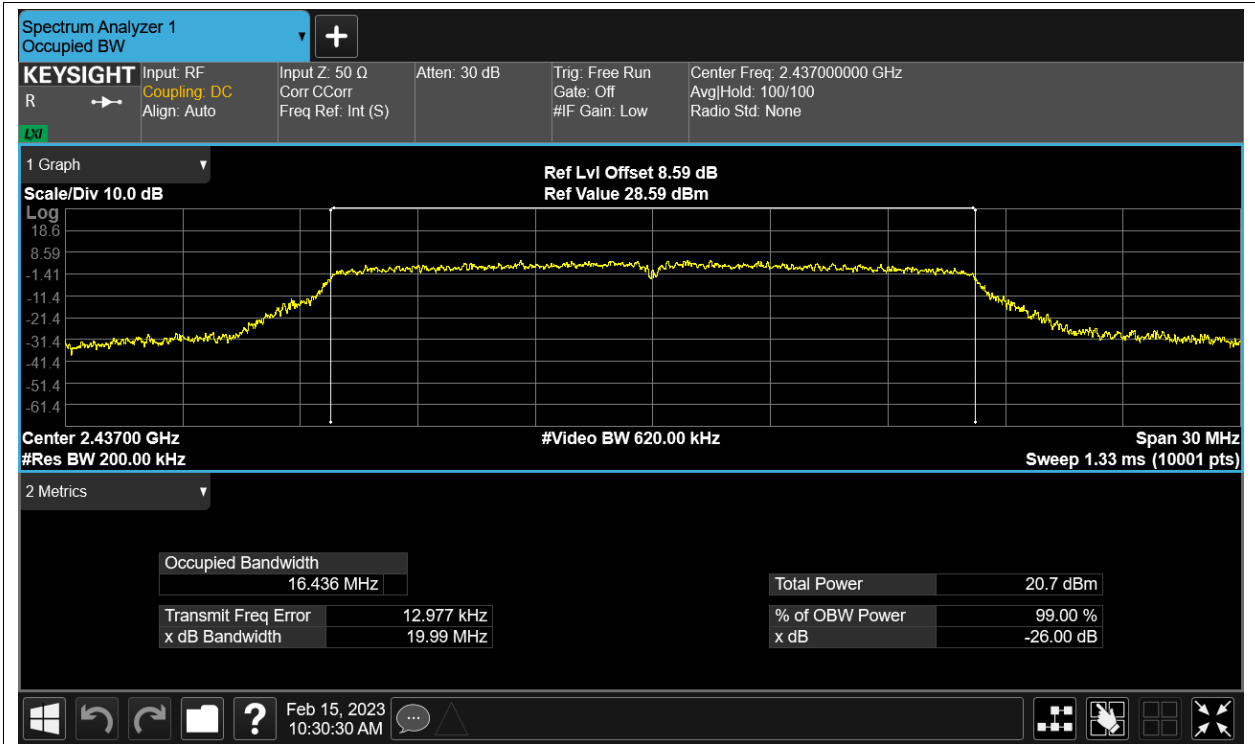 Spectrum Analyzer 1
Occupied BW
KEYSIGHT Input: RF Input Z: 50 Ω Atten: 30 dB Trig: Free Run Center Freq: 2.437000000 GHz
R Coupling: DC Corr CCorr Gate: Off Avg|Hold: 100/100
Align: Auto Freq Ref: Int (S) #IF Gain: Low Radio Std: None
LXI
1 Graph
Ref Lvl Offset 8.59 dB
Scale/Div 10.0 dB Ref Value 28.59 dBm
Log
18.6
8.59
-1.41
-11.4
-21.4
-31.4
-41.4
-51.4
-61.4
Center 2.43700 GHz #Video BW 620.00 kHz Span 30 MHz
#Res BW 200.00 kHz Sweep 1.33 ms (10001 pts)
2 Metrics
Occupied Bandwidth
16.436 MHz Total Power 20.7 dBm
Transmit Freq Error 12.977 kHz % of OBW Power 99.00 %
x dB Bandwidth 19.99 MHz x dB -26.00 dB
? Feb 15, 2023
10:30:30 AM